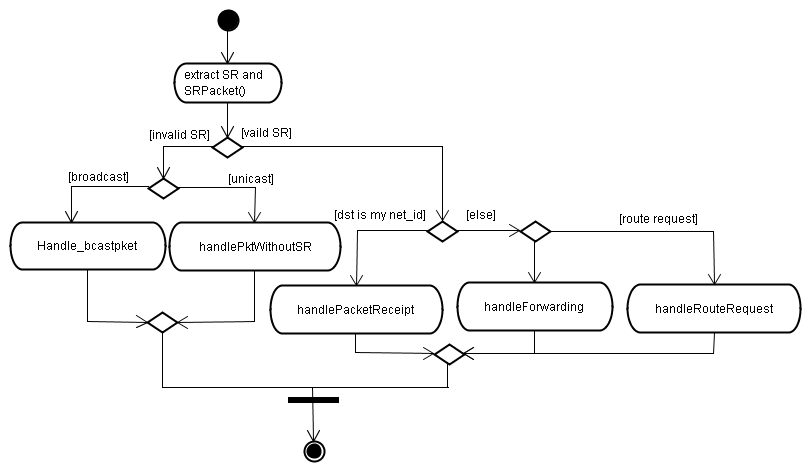 extract SR and
SRPacket()
[invalid SR]
[vaild SR]
[broadcast]
[unicast]
[dst is my net_id]
[else]
[route request]
Handle_bcastpket
handlePktWithoutSR
handlePacketReceipt
handleForwarding
handleRouteRequest